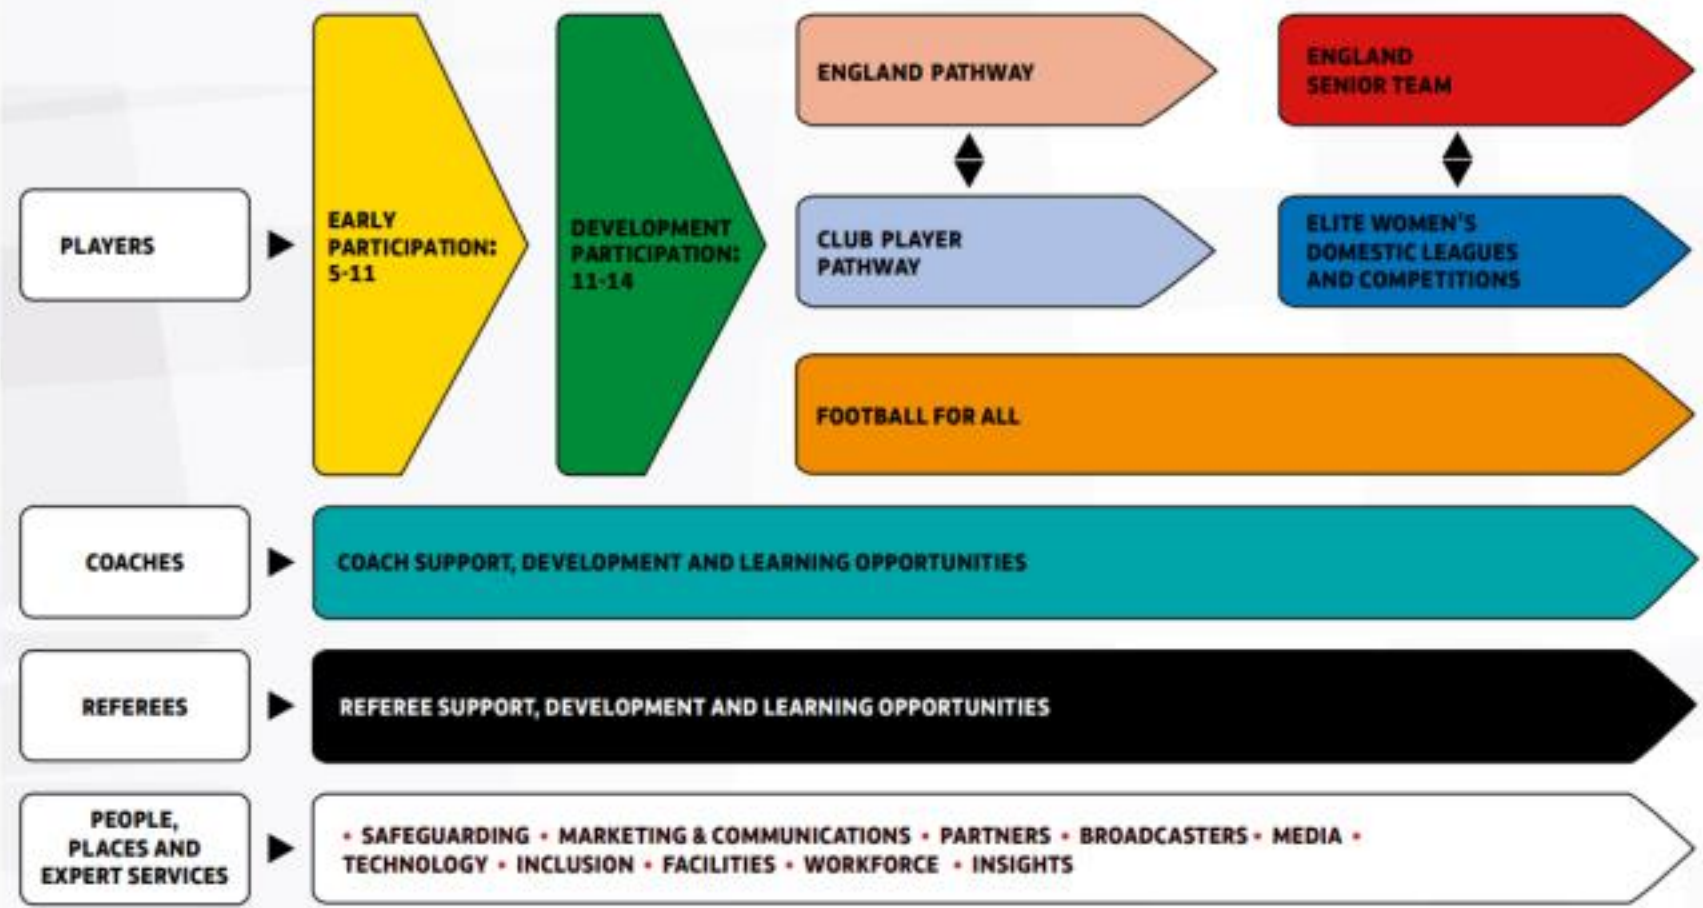 PLAYERS
EARLY
PARTICIPATION:
5-11
DEVELOPMENT
PARTICIPATION:
11-14
ENGLAND PATHWAY
ENGLAND
SENIOR TEAM
CLUB PLAYER
PATHWAY
ELITE WOMEN'S
DOMESTIC LEAGUES
AND COMPETITIONS
FOOTBALL FOR ALL
COACHES
COACH SUPPORT, DEVELOPMENT AND LEARNING OPPORTUNITIES
REFEREES
REFEREE SUPPORT, DEVELOPMENT AND LEARNING OPPORTUNITIES
PEOPLE,
PLACES AND
EXPERT SERVICES
• SAFEGUARDING • MARKETING & COMMUNICATIONS • PARTNERS • BROADCASTERS • MEDIA •
TECHNOLOGY • INCLUSION • FACILITIES • WORKFORCE • INSIGHTS